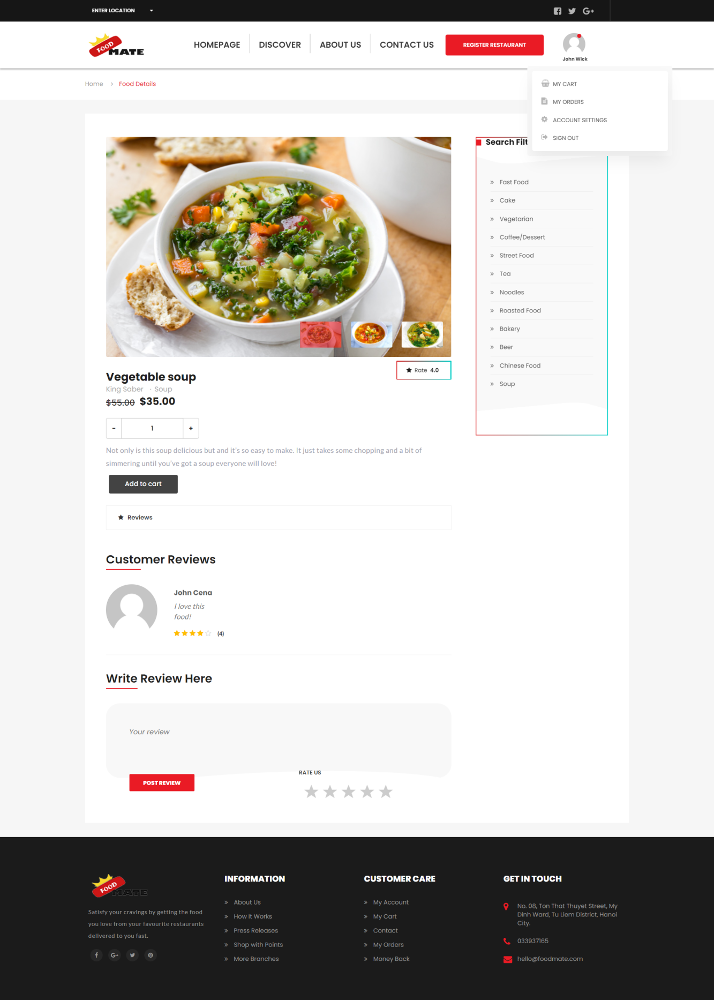 ENTER LOCATION
FOOD MATE
HOMEPAGE
DISCOVER
ABOUT US
CONTACT US
REGISTER RESTAURANT
John Wick
Home
Food Details
MY CART
MY ORDERS
ACCOUNT SETTINGS
SIGN OUT
Search Filt
Fast Food
Cake
Vegetarian
Coffee/Dessert
Street Food
Tea
Noodles
Roasted Food
Bakery
Beer
Chinese Food
Soup
Rate 4.0
Vegetable soup
King Saber · Soup
$55.00 $35.00
- 1 +
Not only is this soup delicious but and it's so easy to make. It just takes some chopping and a bit of
simmering until you've got a soup everyone will love!
Add to cart
Reviews
Customer Reviews
John Cena
I love this
food!
(4)
Write Review Here
Your review
RATE US
POST REVIEW
FOOD MATE
Satisfy your cravings by getting the food
you love from your favourite restaurants
delivered to you fast.
INFORMATION
About Us
How It Works
Press Releases
Shop with Points
More Branches
CUSTOMER CARE
My Account
My Cart
Contact
My Orders
Money Back
GET IN TOUCH
No. 08, Ton That Thuyet Street, My
Dinh Ward, Tu Liem District, Hanoi
City.
033937165
hello@foodmate.com